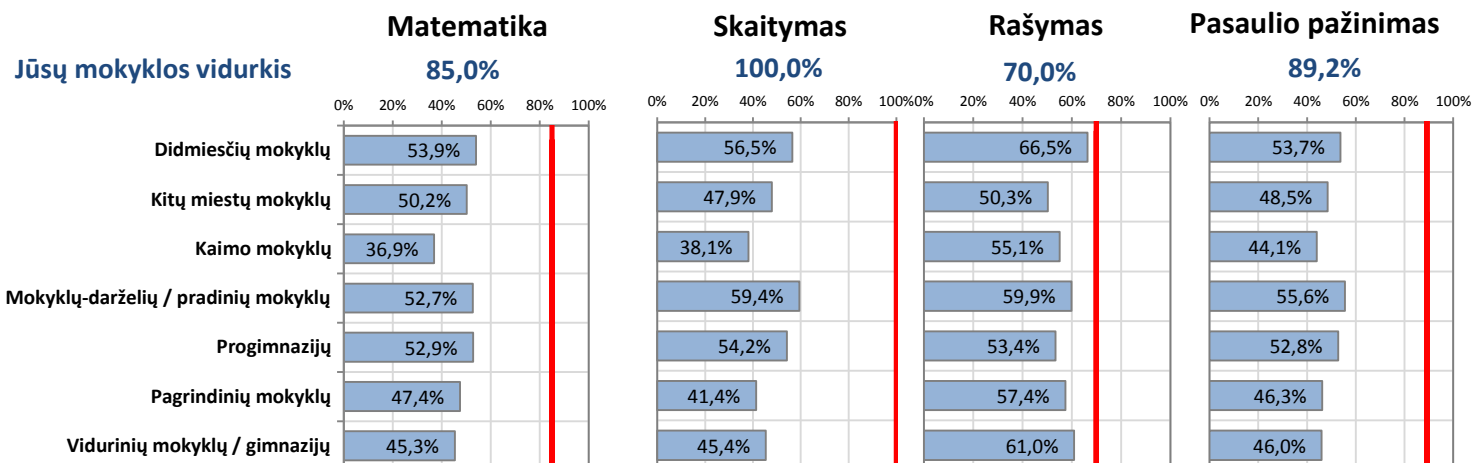 Matematika Skaitymas Rašymas Pasaulio pažinimas
Jūsų mokyklos vidurkis 85,0% 100,0% 70,0% 89,2%
0% 20% 40% 60% 80% 100% 0% 20% 40% 60% 80% 100% 0% 20% 40% 60% 80% 100% 0% 20% 40% 60% 80% 100%
Didmiesčių mokyklų 53,9% 56,5% 66,5% 53,7%
Kitų miestų mokyklų 50,2% 47,9% 50,3% 48,5%
Kaimo mokyklų 36,9% 38,1% 55,1% 44,1%
Mokyklų-darželių / pradinių mokyklų 52,7% 59,4% 59,9% 55,6%
Progimnazijų 52,9% 54,2% 53,4% 52,8%
Pagrindinių mokyklų 47,4% 41,4% 57,4% 46,3%
Vidurinių mokyklų / gimnazijų 45,3% 45,4% 61,0% 46,0%